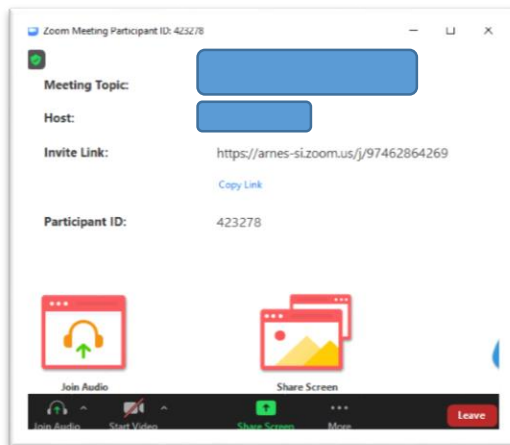 Zoom Meeting Participant ID: 423278
Meeting Topic:
Host:
Invite Link: https://arnes-si.zoom.us/j/97462864269
Copy Link
Participant ID: 423278
Join Audio Share Screen
Join Audio Start Video Share Screen More Leave